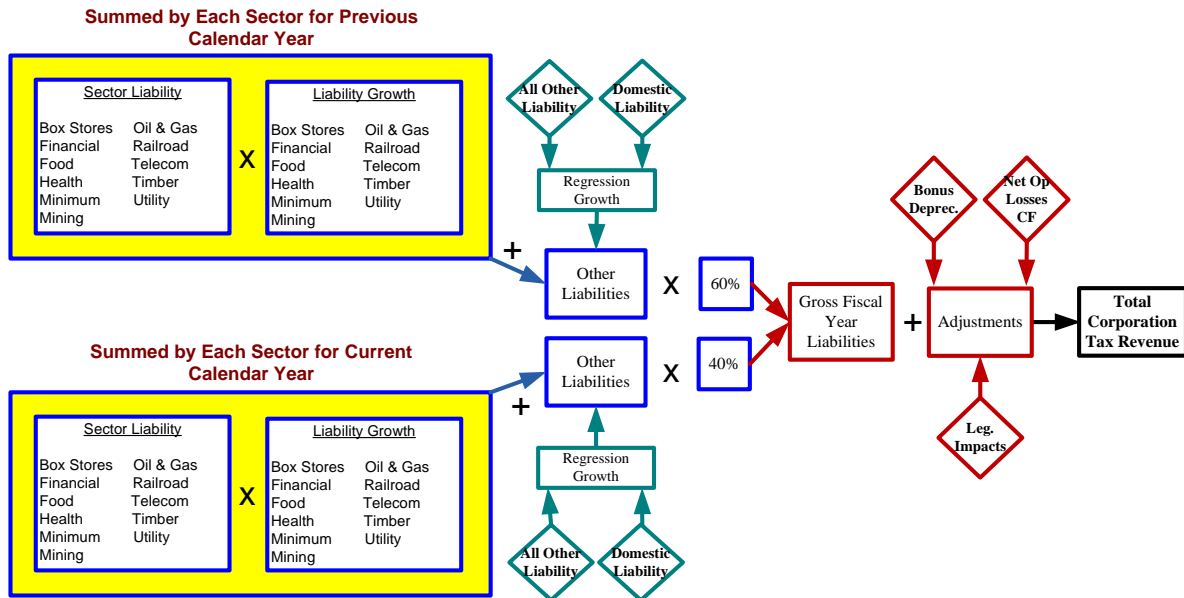 Summed by Each Sector for Previous
Calendar Year
Sector Liability
Box Stores Oil & Gas
Financial Railroad
Food Telecom
Health Timber
Minimum Utility
Mining
X
Liability Growth
Box Stores Oil & Gas
Financial Railroad
Food Telecom
Health Timber
Minimum Utility
Mining
All Other
Liability
Domestic
Liability
Regression
Growth
+
Other
Liabilities
X
60%
Summed by Each Sector for Current
Calendar Year
Sector Liability
Box Stores Oil & Gas
Financial Railroad
Food Telecom
Health Timber
Minimum Utility
Mining
X
Liability Growth
Box Stores Oil & Gas
Financial Railroad
Food Telecom
Health Timber
Minimum Utility
Mining
+
Other
Liabilities
X
40%
Regression
Growth
All Other
Liability
Domestic
Liability
Gross Fiscal
Year
Liabilities
+
Bonus
Deprec.
Net Op
Losses
CF
Adjustments
Leg.
Impacts
Total
Corporation
Tax Revenue